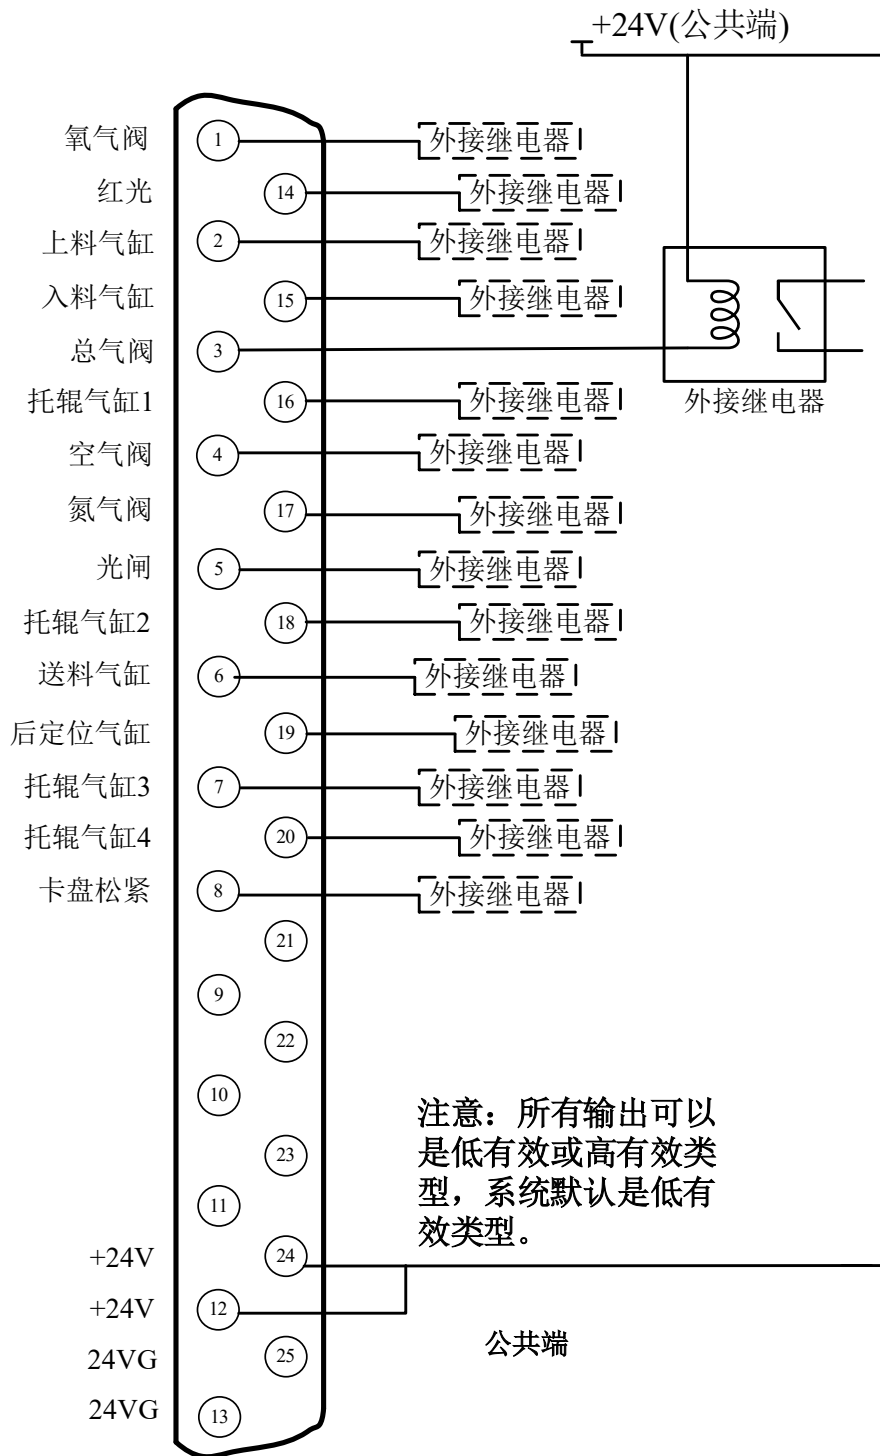 +24V(公共端)
氧气阀 1 外接继电器
红光 14 外接继电器
上料气缸 2 外接继电器
入料气缸 15 外接继电器
总气阀 3
托辊气缸1 16 外接继电器 外接继电器
空气阀 4 外接继电器
氮气阀 17 外接继电器
光闸 5 外接继电器
托辊气缸2 18 外接继电器
送料气缸 6 外接继电器
后定位气缸 19 外接继电器
托辊气缸3 7 外接继电器
托辊气缸4 20 外接继电器
卡盘松紧 8 外接继电器
21
9
22
10
注意：所有输出可以
是低有效或高有效类
型，系统默认是低有
效类型。
23
11
+24V 24
+24V 12
公共端
24VG 25
24VG 13